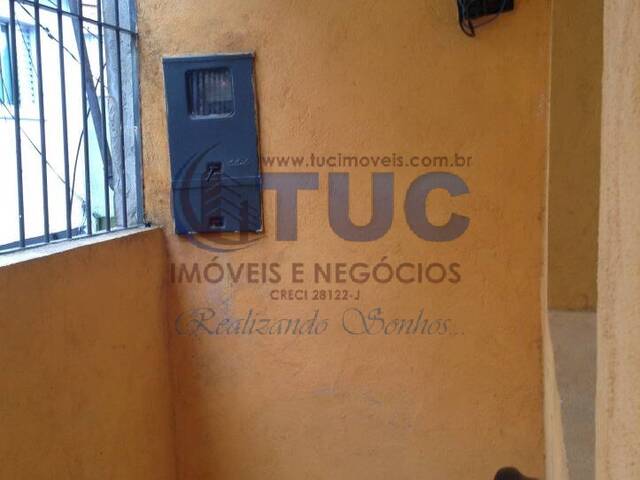 www.tucimoveis.com.br
TUC
IMÓVEIS E NEGÓCIOS
CRECI 28122-J
Realizando Sonhos...